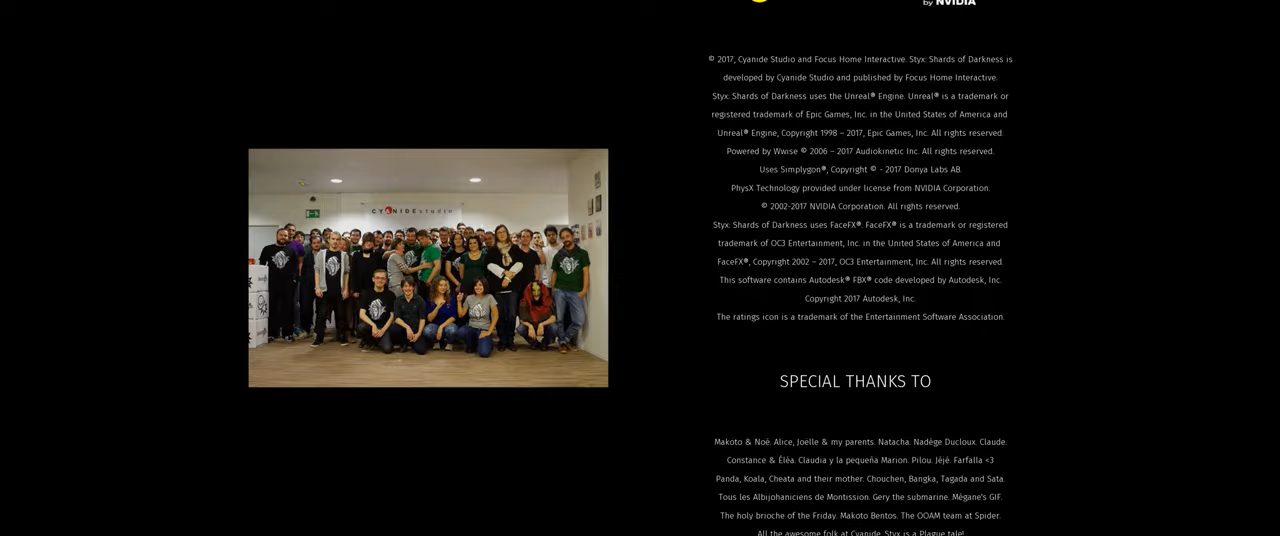 by NVIDIA
© 2017, Cyanide Studio and Focus Home Interactive. Styx: Shards of Darkness is
developed by Cyanide Studio and published by Focus Home Interactive.
Styx: Shards of Darkness uses the Unreal® Engine. Unreal® is a trademark or
registered trademark of Epic Games, Inc. in the United States of America and
Unreal® Engine, Copyright 1998 – 2017, Epic Games, Inc. All rights reserved.
Powered by Wwise © 2006 – 2017 Audiokinetic Inc. All rights reserved.
Uses Simplygon®, Copyright © - 2017 Donya Labs AB.
PhysX Technology provided under license from NVIDIA Corporation.
© 2002-2017 NVIDIA Corporation. All rights reserved.
Styx: Shards of Darkness uses FaceFX®. FaceFX® is a trademark or registered
trademark of OC3 Entertainment, Inc. in the United States of America and
FaceFX®, Copyright 2002 – 2017, OC3 Entertainment, Inc. All rights reserved.
This software contains Autodesk® FBX® code developed by Autodesk, Inc.
Copyright 2017 Autodesk, Inc.
The ratings icon is a trademark of the Entertainment Software Association.
CYANIDE studio
SPECIAL THANKS TO
Makoto & Noé. Alice, Joëlle & my parents. Natacha. Nadège Ducloux. Claude.
Constance & Éléa. Claudia y la pequeña Marion. Pilou. Jéjé. Farfalla <3
Panda, Koala, Cheata and their mother. Chouchen, Bangka, Tagada and Sata.
Tous les Albijohaniciens de Montission. Gery the submarine. Mégane's GIF.
The holy brioche of the Friday. Makoto Bentos. The OOAM team at Spider.
All the awesome folk at Cyanide. Styx is a Plague tale!